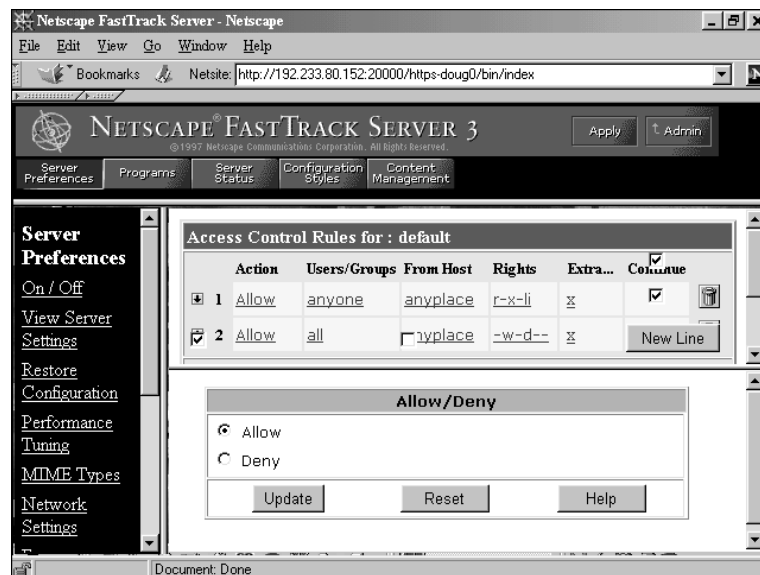 Netscape FastTrack Server - Netscape
File Edit View Go Window Help
Bookmarks Netsite: http://192.233.80.152:20000/https-doug0/bin/index
NETSCAPE® FASTTRACK SERVER 3
©1997 Netscape Communications Corporation. All Rights Reserved.
Apply Admin
Server Preferences Programs Server Status Configuration Styles Content Management
Server Preferences
On / Off
View Server Settings
Restore Configuration
Performance Tuning
MIME Types
Network Settings
Access Control Rules for : default
Action Users/Groups From Host Rights Extra... Continue
1 Allow anyone anyplace r-x-li x
2 Allow all anyplace -w-d-- x
New Line
Allow/Deny
Allow
Deny
Update Reset Help
Document: Done